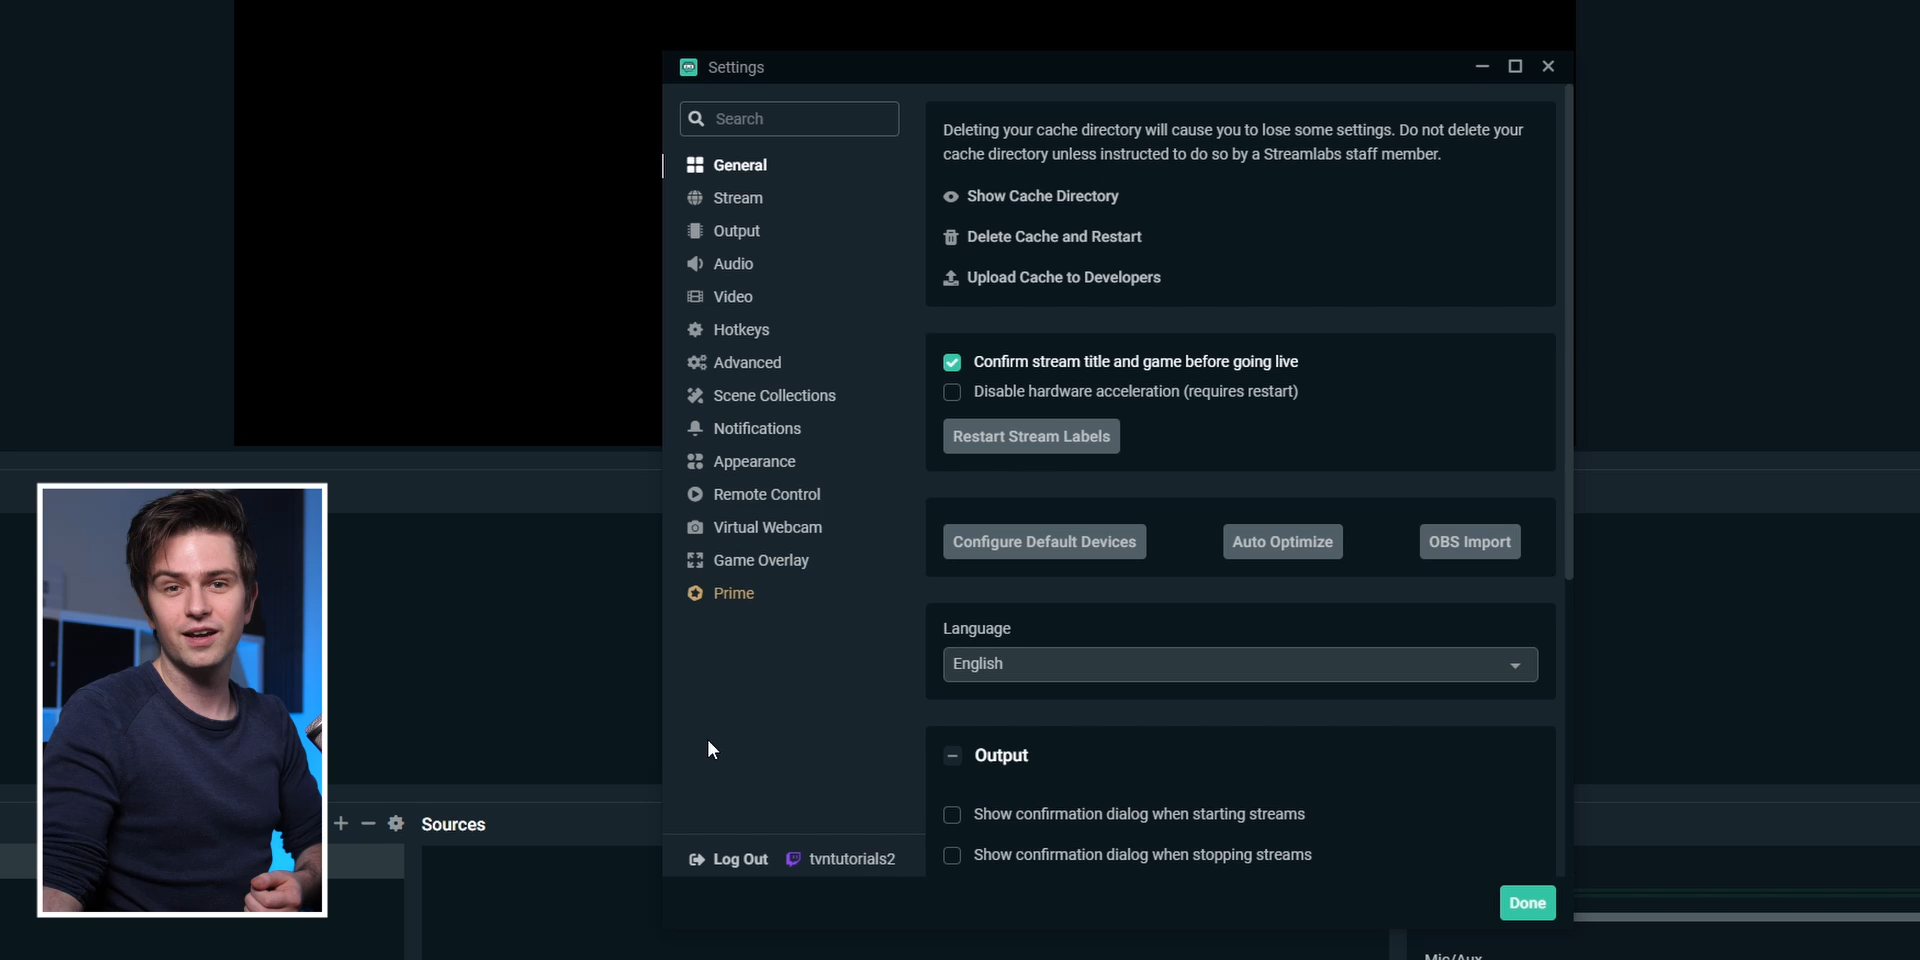 Settings
Search
General
Stream
Output
Audio
Video
Hotkeys
Advanced
Scene Collections
Notifications
Appearance
Remote Control
Virtual Webcam
Game Overlay
Prime
Log Out tvntutorials2
Deleting your cache directory will cause you to lose some settings. Do not delete your
cache directory unless instructed to do so by a Streamlabs staff member.
Show Cache Directory
Delete Cache and Restart
Upload Cache to Developers
Confirm stream title and game before going live
Disable hardware acceleration (requires restart)
Restart Stream Labels
Configure Default Devices Auto Optimize OBS Import
Language
English
Output
Show confirmation dialog when starting streams
Show confirmation dialog when stopping streams
Done
Sources
Mic/Aux